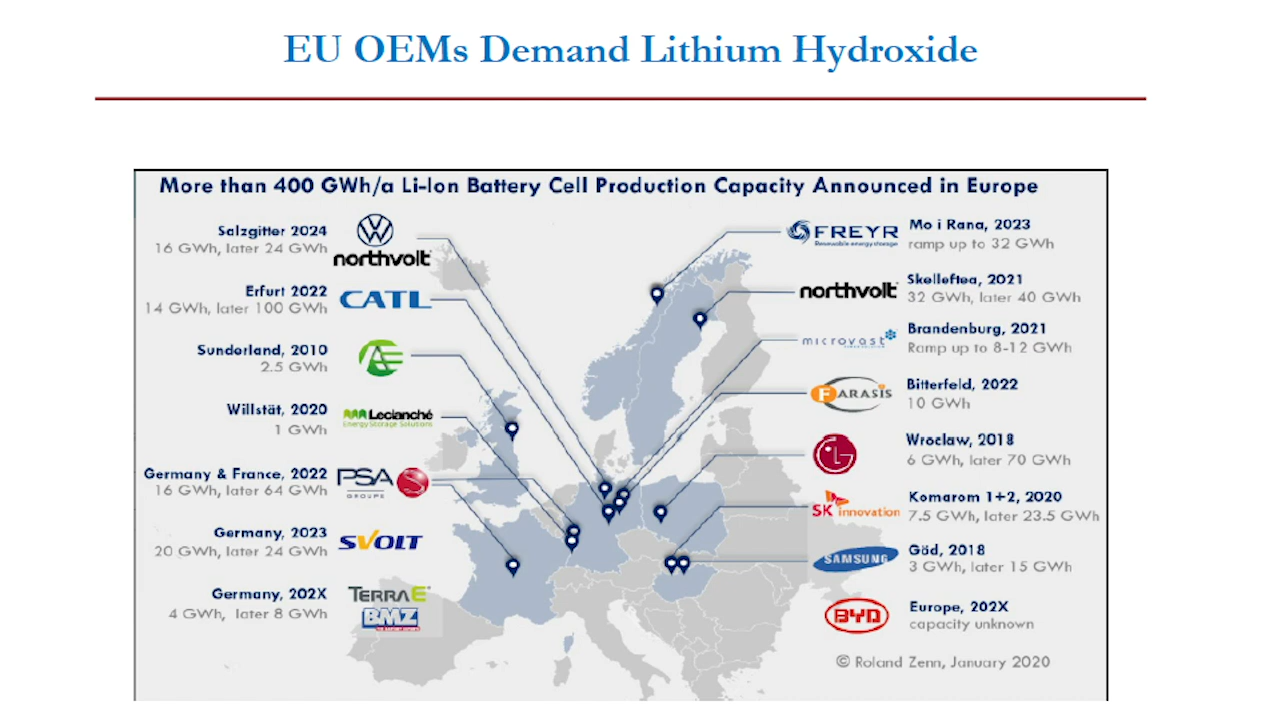 EU OEMs Demand Lithium Hydroxide
More than 400 GWh/a Li-Ion Battery Cell Production Capacity Announced in Europe
Salzgitter 2024
16 GWh, later 24 GWh
northvolt
Erfurt 2022
14 GWh, later 100 GWh
CATL
Sunderland, 2010
2.5 GWh
Willstät, 2020
1 GWh
Leclanché
Energy Storage Solutions
Germany & France, 2022
16 GWh, later 64 GWh
PSA
GROUPE
Germany, 2023
20 GWh, later 24 GWh
SVOLT
Germany, 202X
4 GWh, later 8 GWh
TERRAE
BMZ
FREYR
Renewable energy storage
Mo i Rana, 2023
ramp up to 32 GWh
northvolt
Skelleftea, 2021
32 GWh, later 40 GWh
microvast
Brandenburg, 2021
Ramp up to 8-12 GWh
FARASIS
Bitterfeld, 2022
10 GWh
LG
Wroclaw, 2018
6 GWh, later 70 GWh
SK innovation
Komarom 1+2, 2020
7.5 GWh, later 23.5 GWh
SAMSUNG
Göd, 2018
3 GWh, later 15 GWh
BYD
Europe, 202X
capacity unknown
© Roland Zenn, January 2020